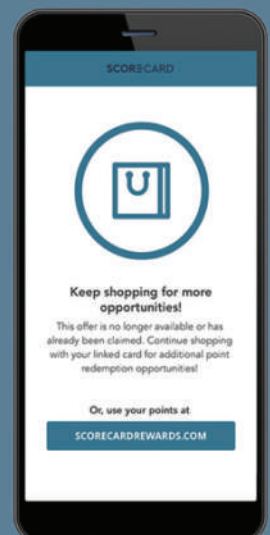 SCORECARD
Keep shopping for more
opportunities!
This offer is no longer available or has
already been claimed. Continue shopping
with your linked card for additional point
redemption opportunities!
Or, use your points at
SCORECARDREWARDS.COM